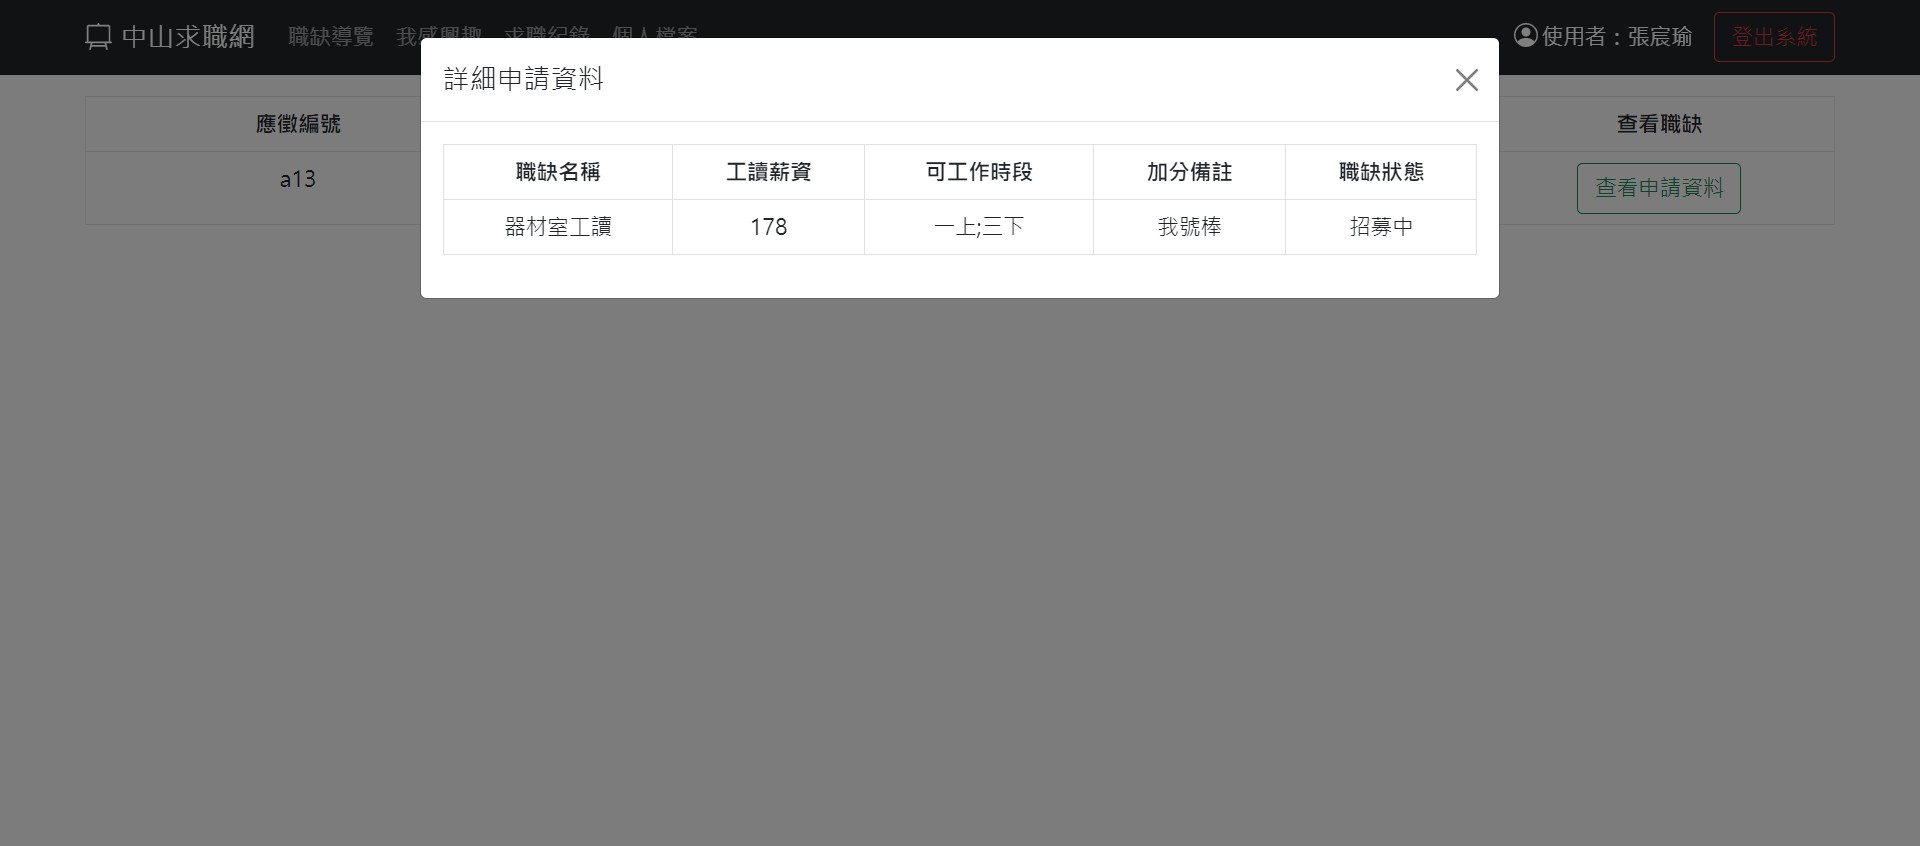 中山求職網 職缺導覽 我感興趣 求職紀錄 個人檔案 使用者：張宸瑜 登出系統
詳細申請資料
應徵編號 查看職缺
職缺名稱 工讀薪資 可工作時段 加分備註 職缺狀態
a13 查看申請資料
器材室工讀 178 一上;三下 我號棒 招募中